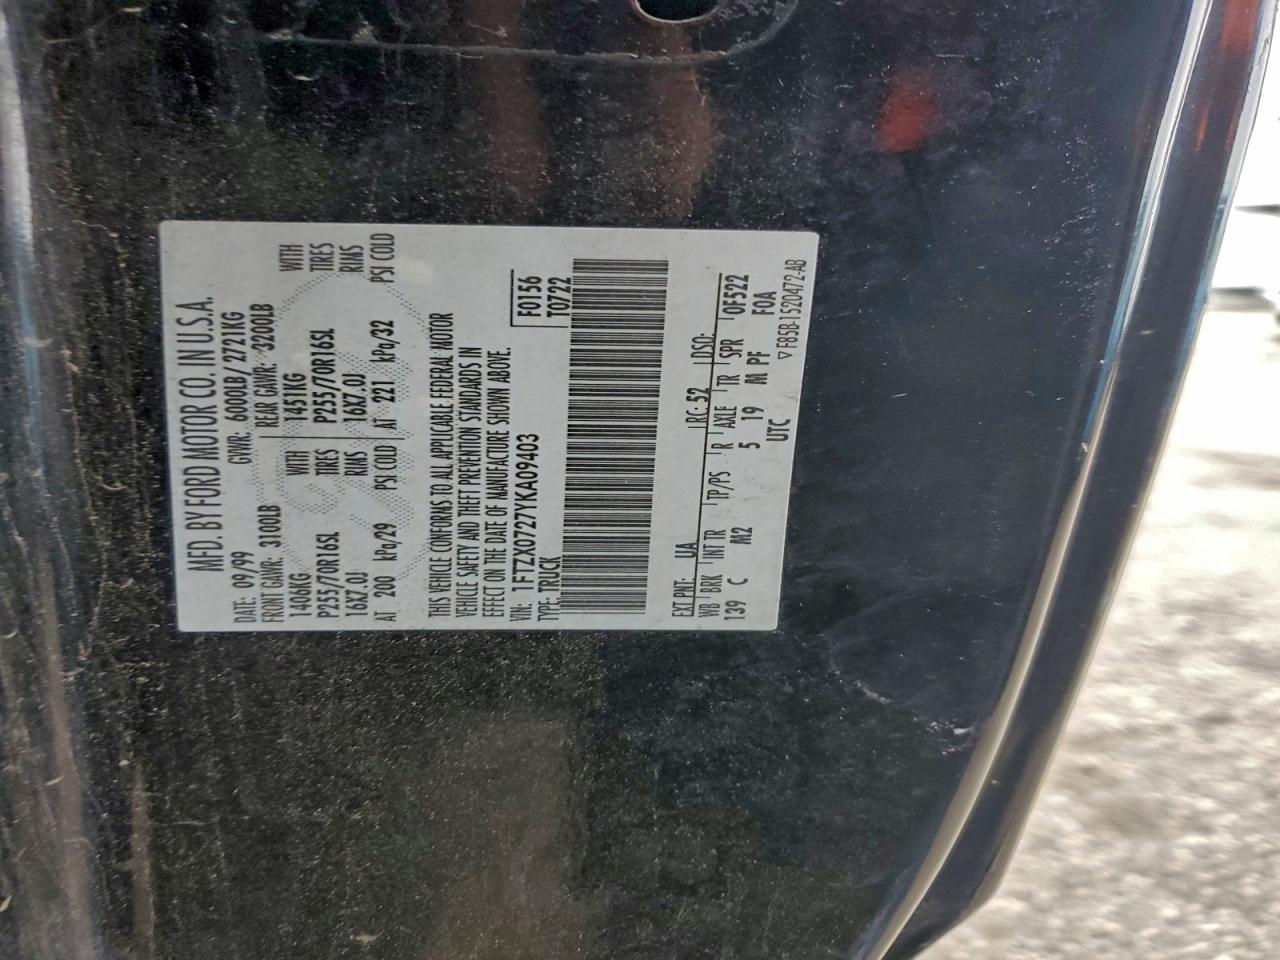 MFD. BY FORD MOTOR CO. IN U.S.A.
DATE: 09/99 GVWR: 6000LB/ 2721KG
FRONT GAWR: 3100LB REAR GAWR: 3200LB
1406KG WITH 1451KG WITH
P255/70R16SL TIRES P255/70R16SL TIRES
16X7.0J RIMS 16X7.0J RIMS
AT 200 kPa/29 PSI COLD AT 221 kPa/32 PSI COLD
THIS VEHICLE CONFORMS TO ALL APPLICABLE FEDERAL MOTOR
VEHICLE SAFETY AND THEFT PREVENTION STANDARDS IN
EFFECT ON THE DATE OF MANUFACTURE SHOWN ABOVE.
VIN: 1FTZX0727YKA09403 F0156
TYPE: TRUCK T0722
EXT PNT: UA RC: 52 DSO:
WB BRK INT TR TP/PS R AXLE TR SPR 0F522
139 C M2 5 19 M PF F0A
UTC
▽ F85B-1520472-AB